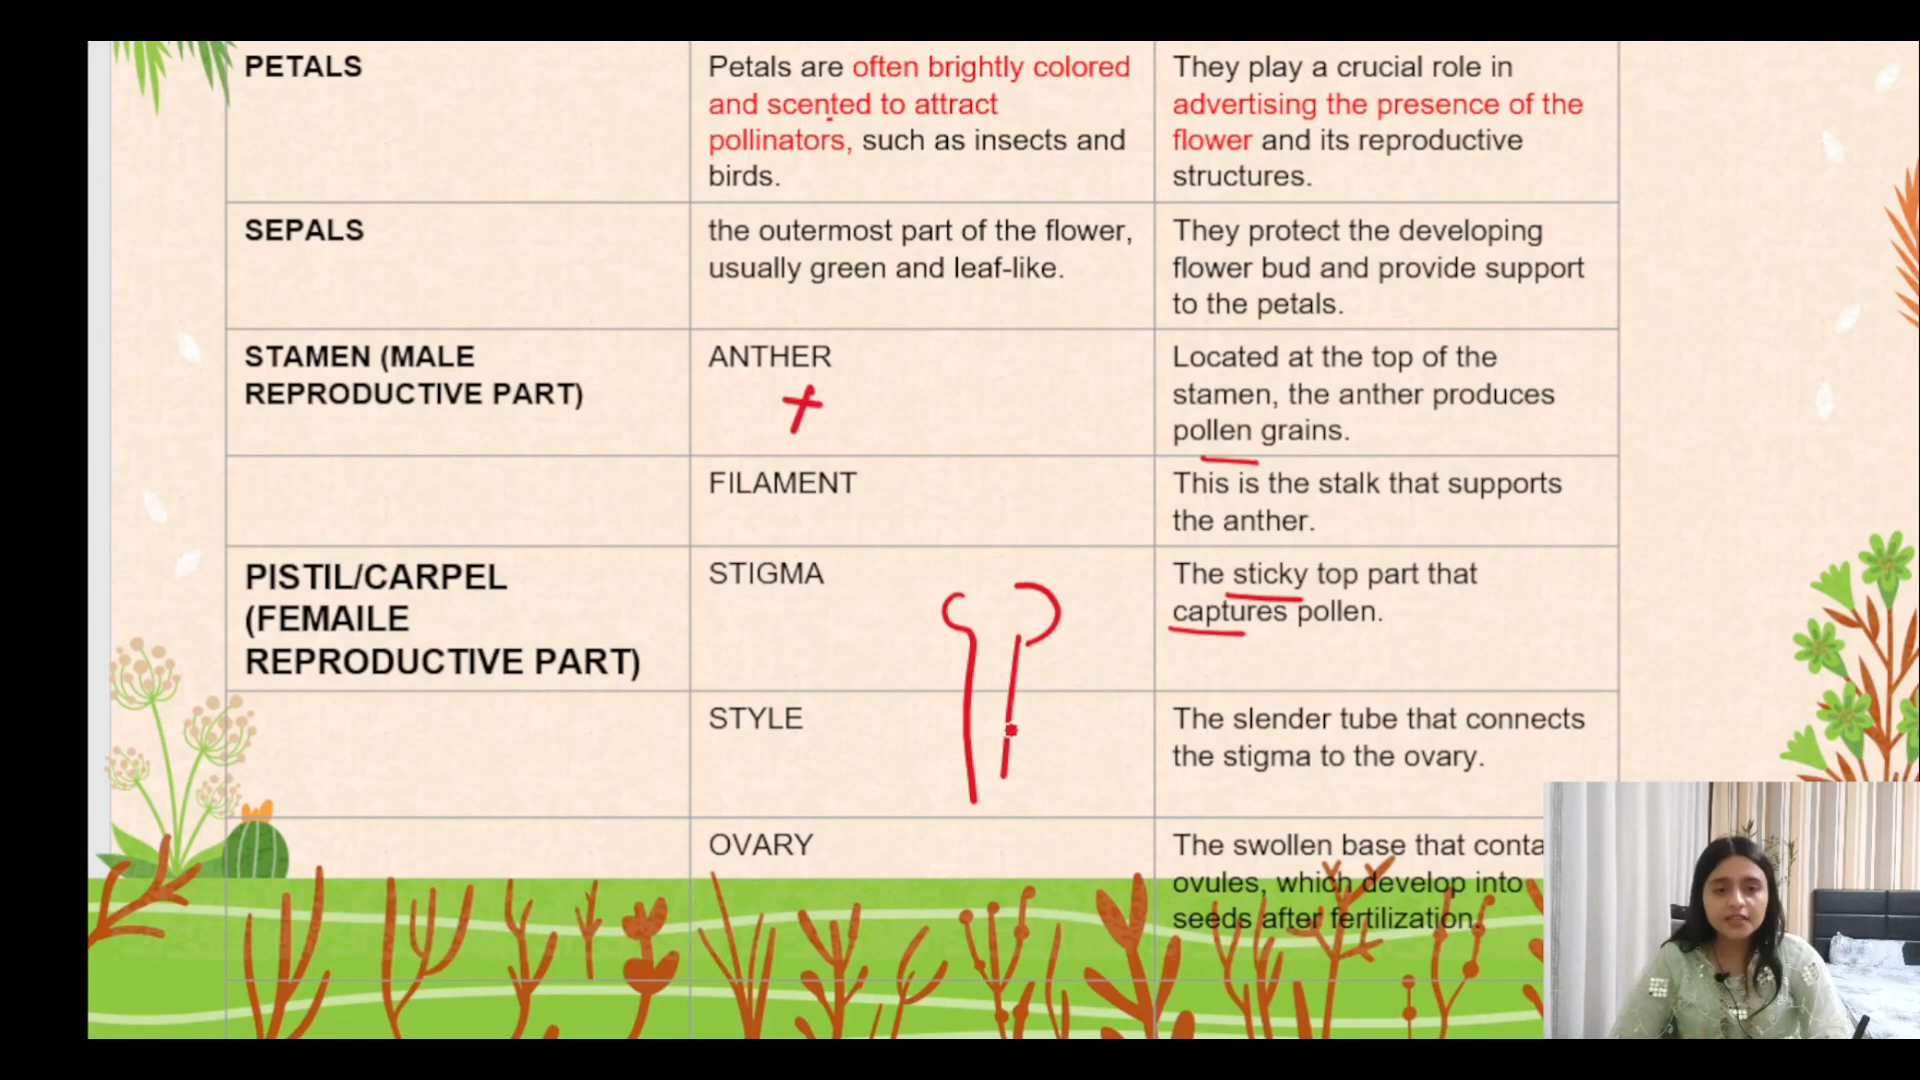 PETALS
Petals are often brightly colored
and scented to attract
pollinators, such as insects and
birds.
They play a crucial role in
advertising the presence of the
flower and its reproductive
structures.
SEPALS
the outermost part of the flower,
usually green and leaf-like.
They protect the developing
flower bud and provide support
to the petals.
STAMEN (MALE
REPRODUCTIVE PART)
ANTHER
Located at the top of the
stamen, the anther produces
pollen grains.
FILAMENT
This is the stalk that supports
the anther.
PISTIL/CARPEL
(FEMAILE
REPRODUCTIVE PART)
STIGMA
The sticky top part that
captures pollen.
STYLE
The slender tube that connects
the stigma to the ovary.
OVARY
The swollen base that conta
ovules, which develop into
seeds after fertilization.